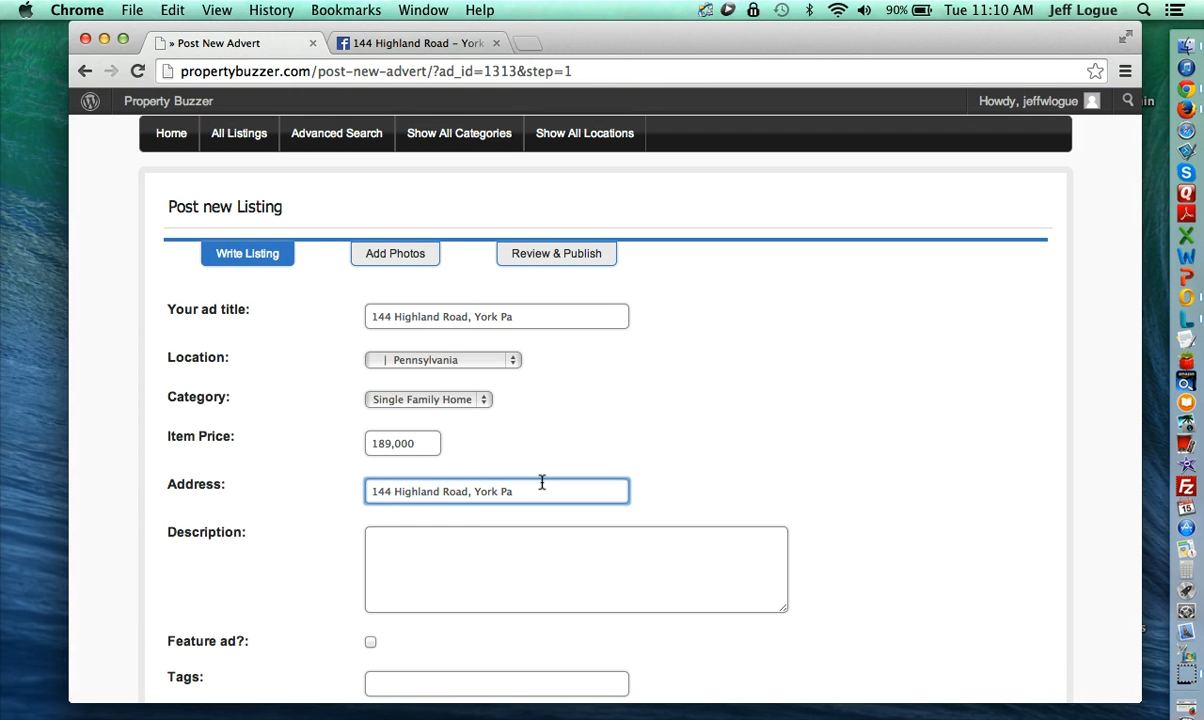 Chrome File Edit View History Bookmarks Window Help 90% Tue 11:10 AM Jeff Logue
» Post New Advert 144 Highland Road – York
propertybuzzer.com/post-new-advert/?ad_id=1313&step=1
Property Buzzer Howdy, jeffwlogue
Home All Listings Advanced Search Show All Categories Show All Locations
Post new Listing
Write Listing Add Photos Review & Publish
Your ad title: 144 Highland Road, York Pa
Location: | Pennsylvania
Category: Single Family Home
Item Price: 189,000
Address: 144 Highland Road, York Pa
Description:
Feature ad?:
Tags: